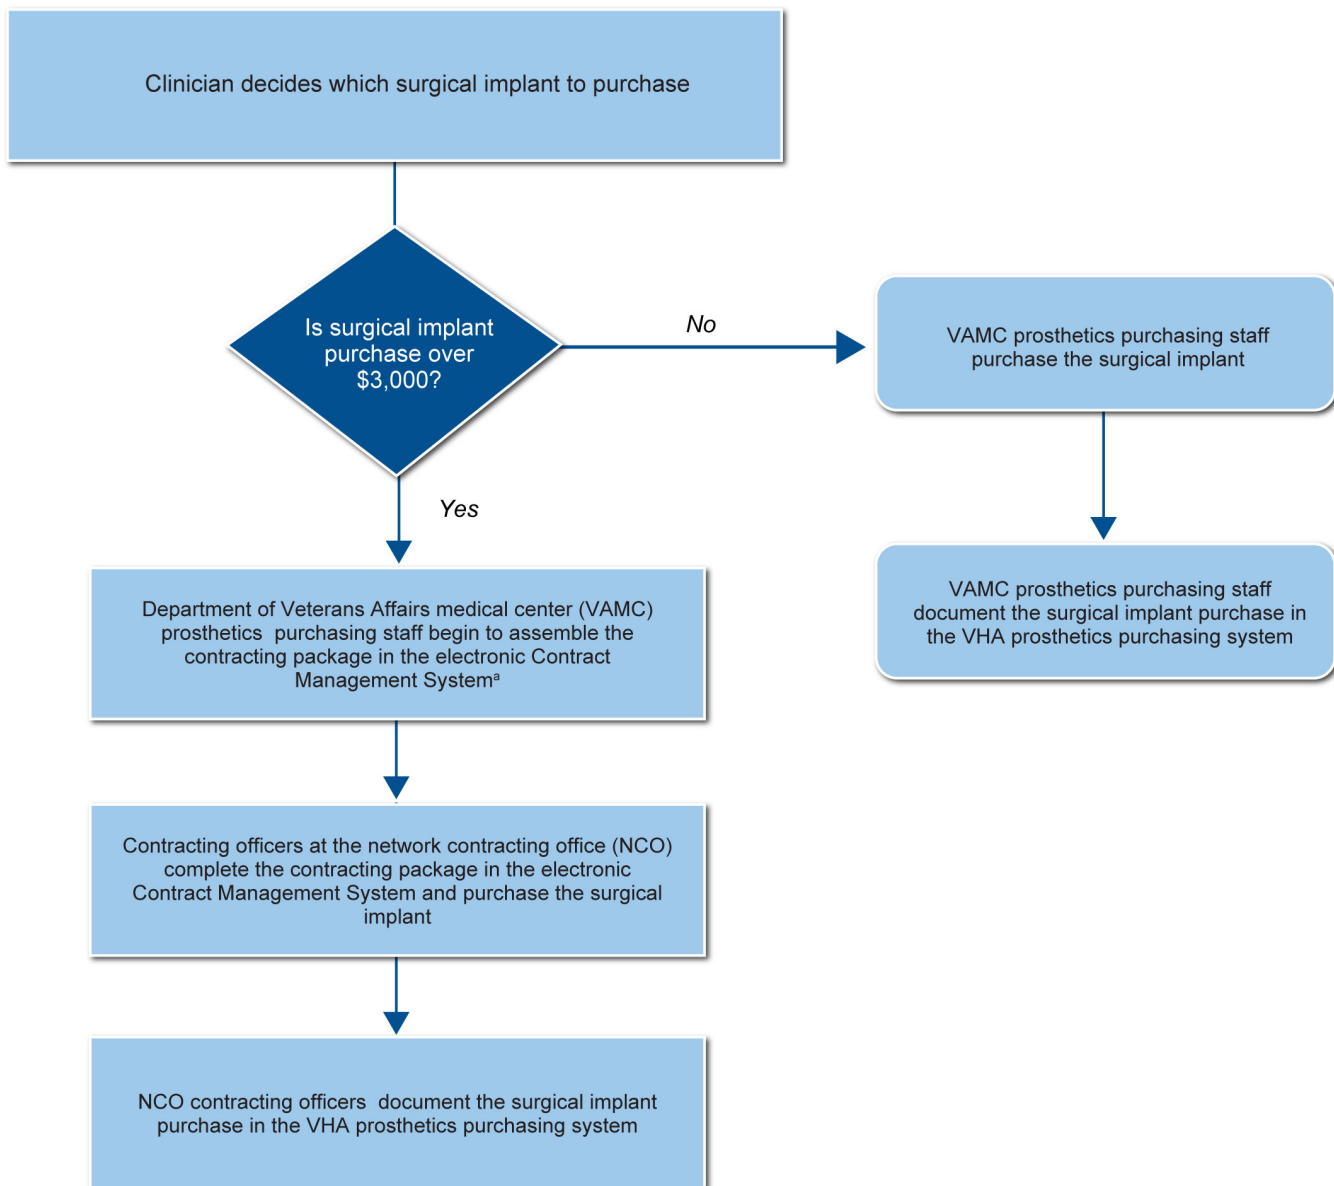 Clinician decides which surgical implant to purchase
Is surgical implant
purchase over
$3,000?
No
VAMC prosthetics purchasing staff
purchase the surgical implant
VAMC prosthetics purchasing staff
document the surgical implant purchase in
the VHA prosthetics purchasing system
Yes
Department of Veterans Affairs medical center (VAMC)
prosthetics purchasing staff begin to assemble the
contracting package in the electronic Contract
Management Systemᵃ
Contracting officers at the network contracting office (NCO)
complete the contracting package in the electronic
Contract Management System and purchase the surgical
implant
NCO contracting officers document the surgical implant
purchase in the VHA prosthetics purchasing system